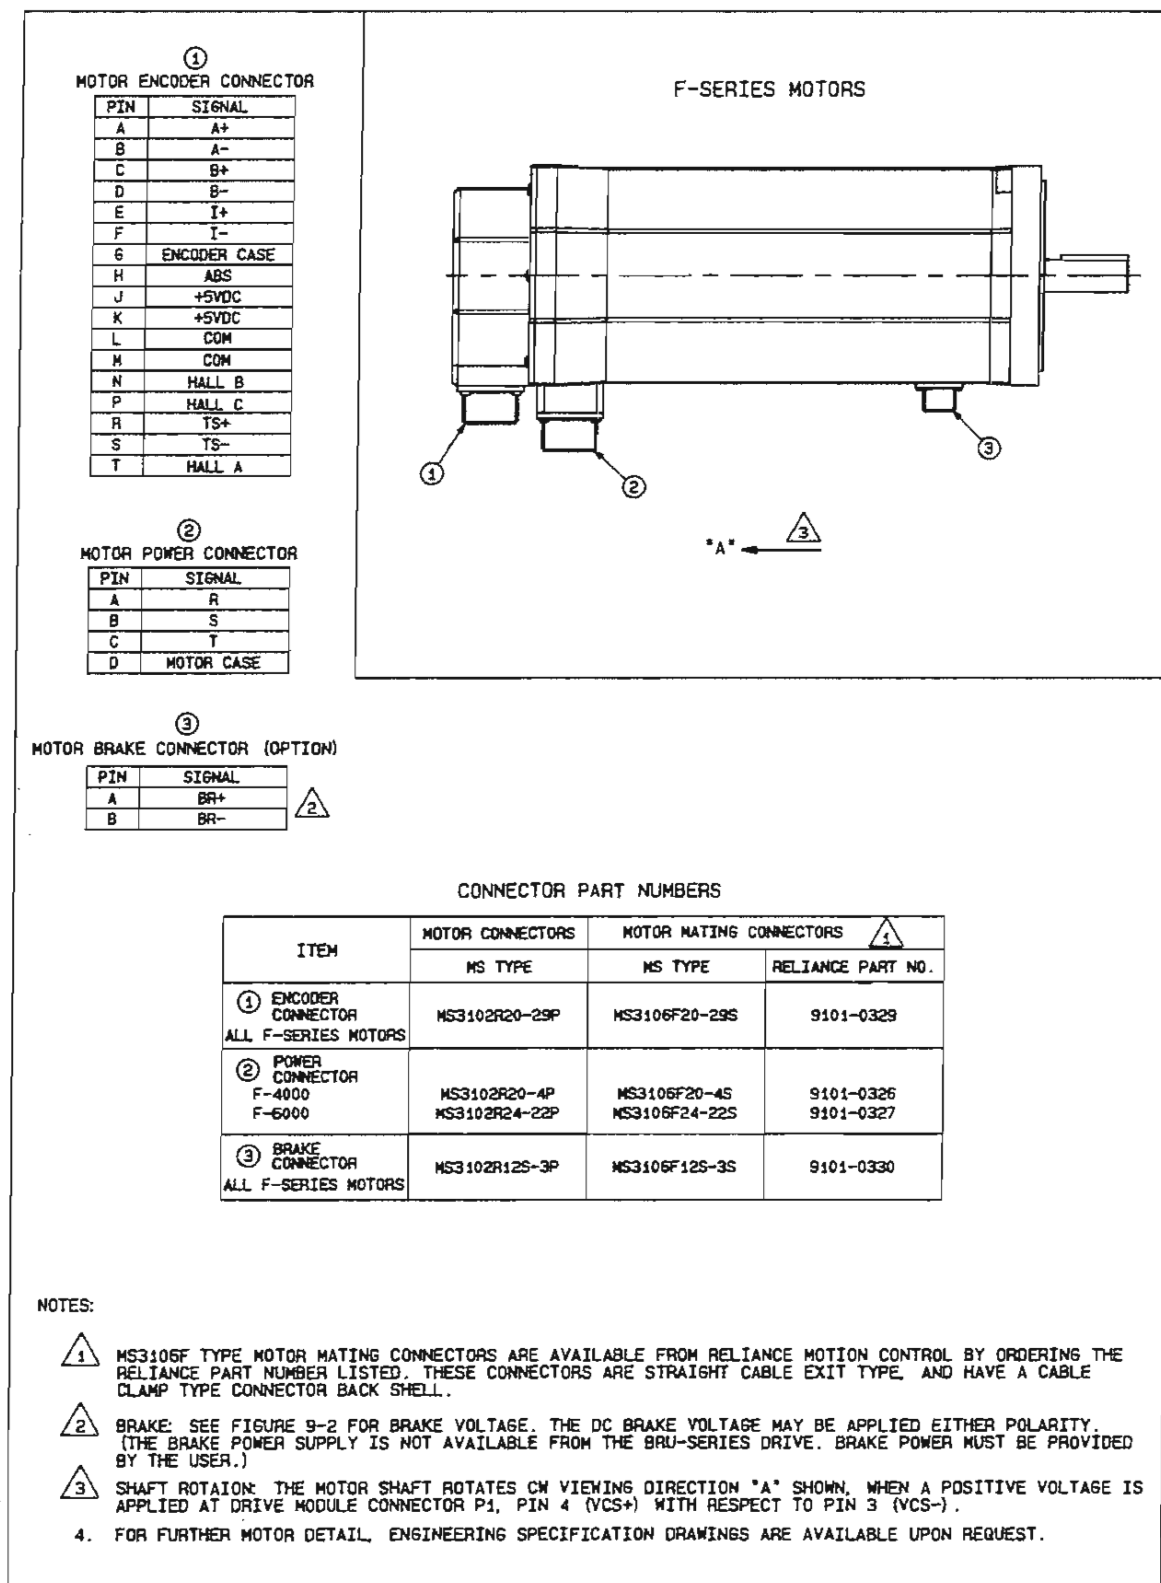 ①
MOTOR ENCODER CONNECTOR
PIN SIGNAL
A A+
B A-
C B+
D B-
E I+
F I-
G ENCODER CASE
H ABS
J +5VDC
K +5VDC
L COM
M COM
N HALL B
P HALL C
R TS+
S TS-
T HALL A
②
MOTOR POWER CONNECTOR
PIN SIGNAL
A R
B S
C T
D MOTOR CASE
③
MOTOR BRAKE CONNECTOR (OPTION)
PIN SIGNAL
A BR+
B BR-
2
F-SERIES MOTORS
①
②
③
"A"
3
CONNECTOR PART NUMBERS
ITEM
MOTOR CONNECTORS
MOTOR MATING CONNECTORS 1
MS TYPE
MS TYPE
RELIANCE PART NO.
① ENCODER
CONNECTOR
ALL F-SERIES MOTORS
MS3102R20-29P MS3106F20-29S 9101-0329
② POWER
CONNECTOR
F-4000 MS3102R20-4P MS3106F20-4S 9101-0326
F-6000 MS3102R24-22P MS3106F24-22S 9101-0327
③ BRAKE
CONNECTOR
ALL F-SERIES MOTORS
MS3102R12S-3P MS3106F12S-3S 9101-0330
NOTES:
1 MS3106F TYPE MOTOR MATING CONNECTORS ARE AVAILABLE FROM RELIANCE MOTION CONTROL BY ORDERING THE
RELIANCE PART NUMBER LISTED. THESE CONNECTORS ARE STRAIGHT CABLE EXIT TYPE, AND HAVE A CABLE
CLAMP TYPE CONNECTOR BACK SHELL.
2 BRAKE: SEE FIGURE 9-2 FOR BRAKE VOLTAGE. THE DC BRAKE VOLTAGE MAY BE APPLIED EITHER POLARITY.
(THE BRAKE POWER SUPPLY IS NOT AVAILABLE FROM THE BRU-SERIES DRIVE. BRAKE POWER MUST BE PROVIDED
BY THE USER.)
3 SHAFT ROTAION: THE MOTOR SHAFT ROTATES CW VIEWING DIRECTION "A" SHOWN, WHEN A POSITIVE VOLTAGE IS
APPLIED AT DRIVE MODULE CONNECTOR P1, PIN 4 (VCS+) WITH RESPECT TO PIN 3 (VCS-).
4. FOR FURTHER MOTOR DETAIL, ENGINEERING SPECIFICATION DRAWINGS ARE AVAILABLE UPON REQUEST.